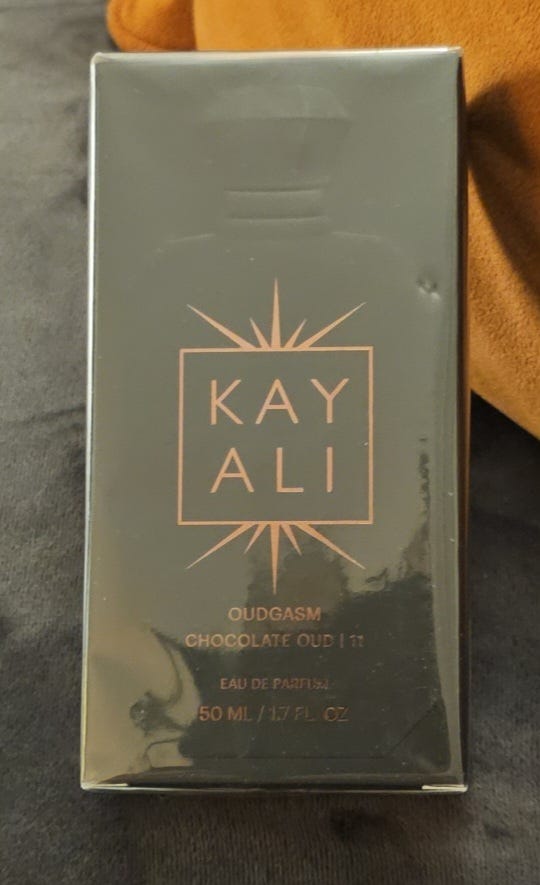 KAY
ALI
OUDGASM
CHOCOLATE OUD | 11
EAU DE PARFUM
50 ML / 1.7 FL. OZ